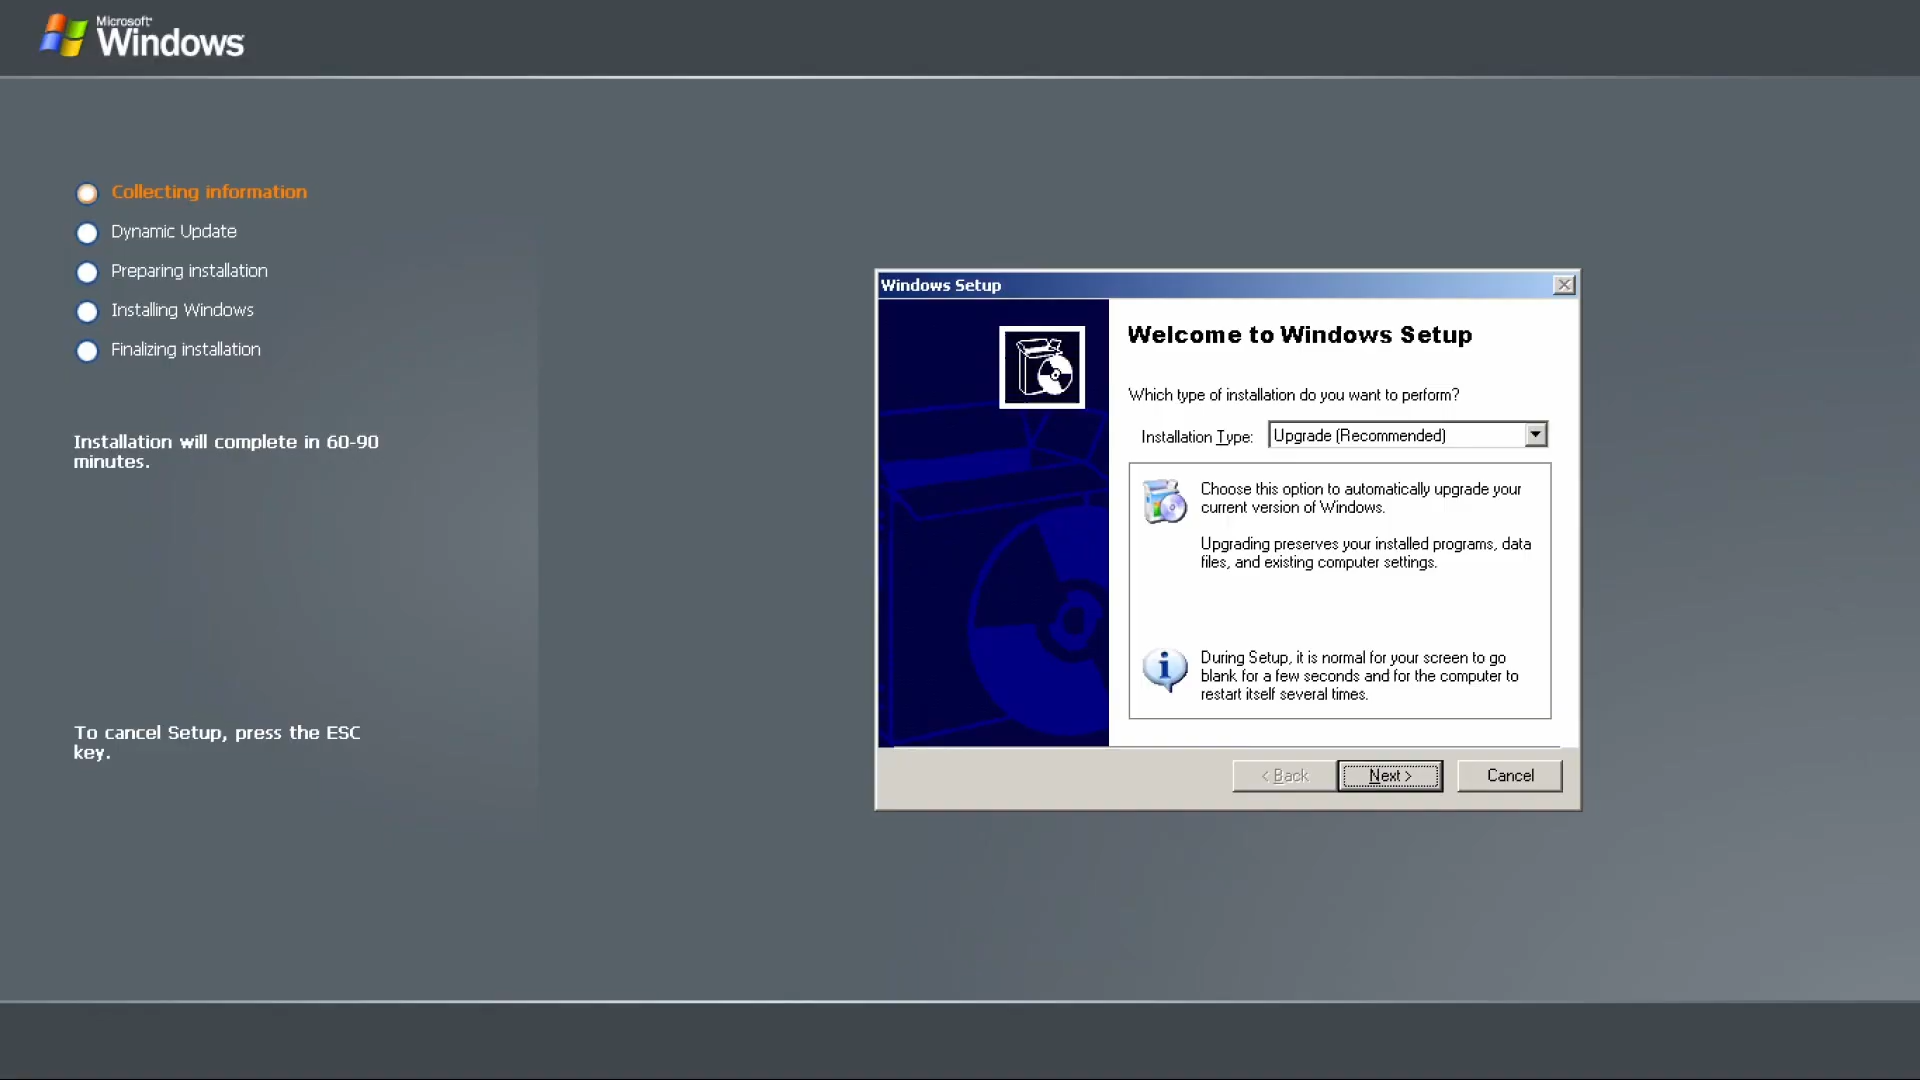 Microsoft
Windows
Collecting information
Dynamic Update
Preparing installation
Installing Windows
Finalizing installation
Installation will complete in 60-90
minutes.
To cancel Setup, press the ESC
key.
Windows Setup
Welcome to Windows Setup
Which type of installation do you want to perform?
Installation Type: Upgrade (Recommended)
Choose this option to automatically upgrade your
current version of Windows.
Upgrading preserves your installed programs, data
files, and existing computer settings.
During Setup, it is normal for your screen to go
blank for a few seconds and for the computer to
restart itself several times.
< Back Next > Cancel